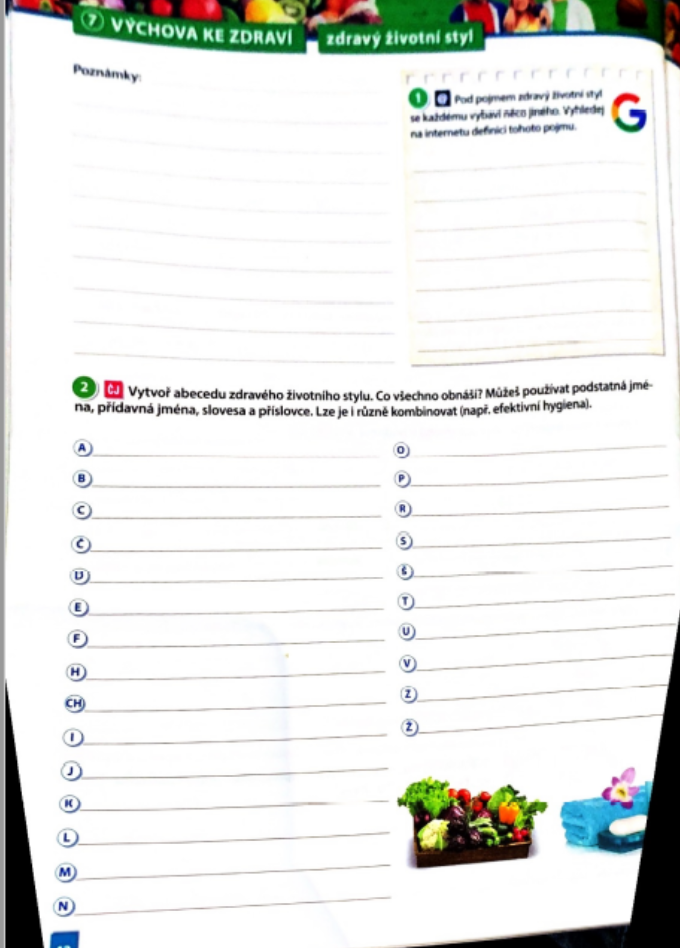 7 VÝCHOVA KE ZDRAVÍ
zdravý životní styl
Poznámky:
1 @ Pod pojmem zdravý životní styl
se každému vybaví něco jiného. Vyhledej
na internetu definici tohoto pojmu.
G
2 ČJ Vytvoř abecedu zdravého životního stylu. Co všechno obnáší? Můžeš používat podstatná jmé-
na, přídavná jména, slovesa a příslovce. Lze je i různě kombinovat (např. efektivní hygiena).
A
B
C
Č
D
E
F
H
CH
I
J
K
L
M
N
O
P
R
S
Š
T
U
V
Z
Ž